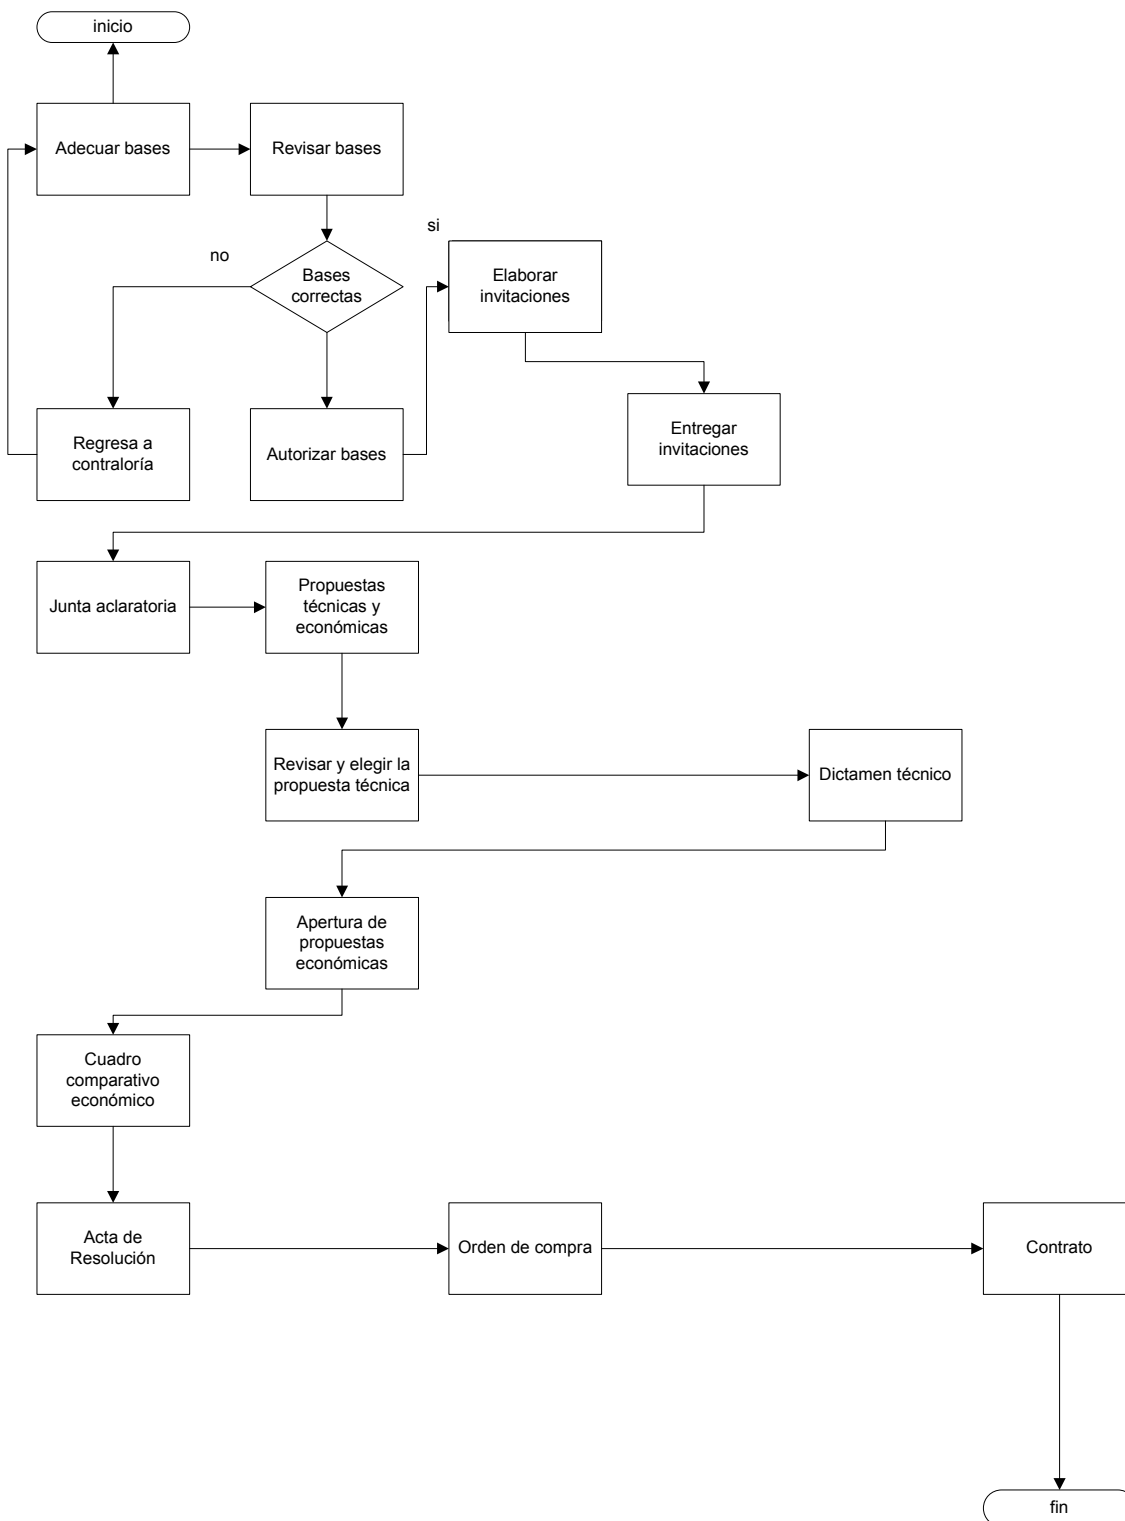 inicio
Adecuar bases
Revisar bases
si
no
Bases
correctas
Elaborar
invitaciones
Regresa a
contraloría
Autorizar bases
Entregar
invitaciones
Junta aclaratoria
Propuestas
técnicas y
económicas
Revisar y elegir la
propuesta técnica
Dictamen técnico
Apertura de
propuestas
económicas
Cuadro
comparativo
económico
Acta de
Resolución
Orden de compra
Contrato
fin